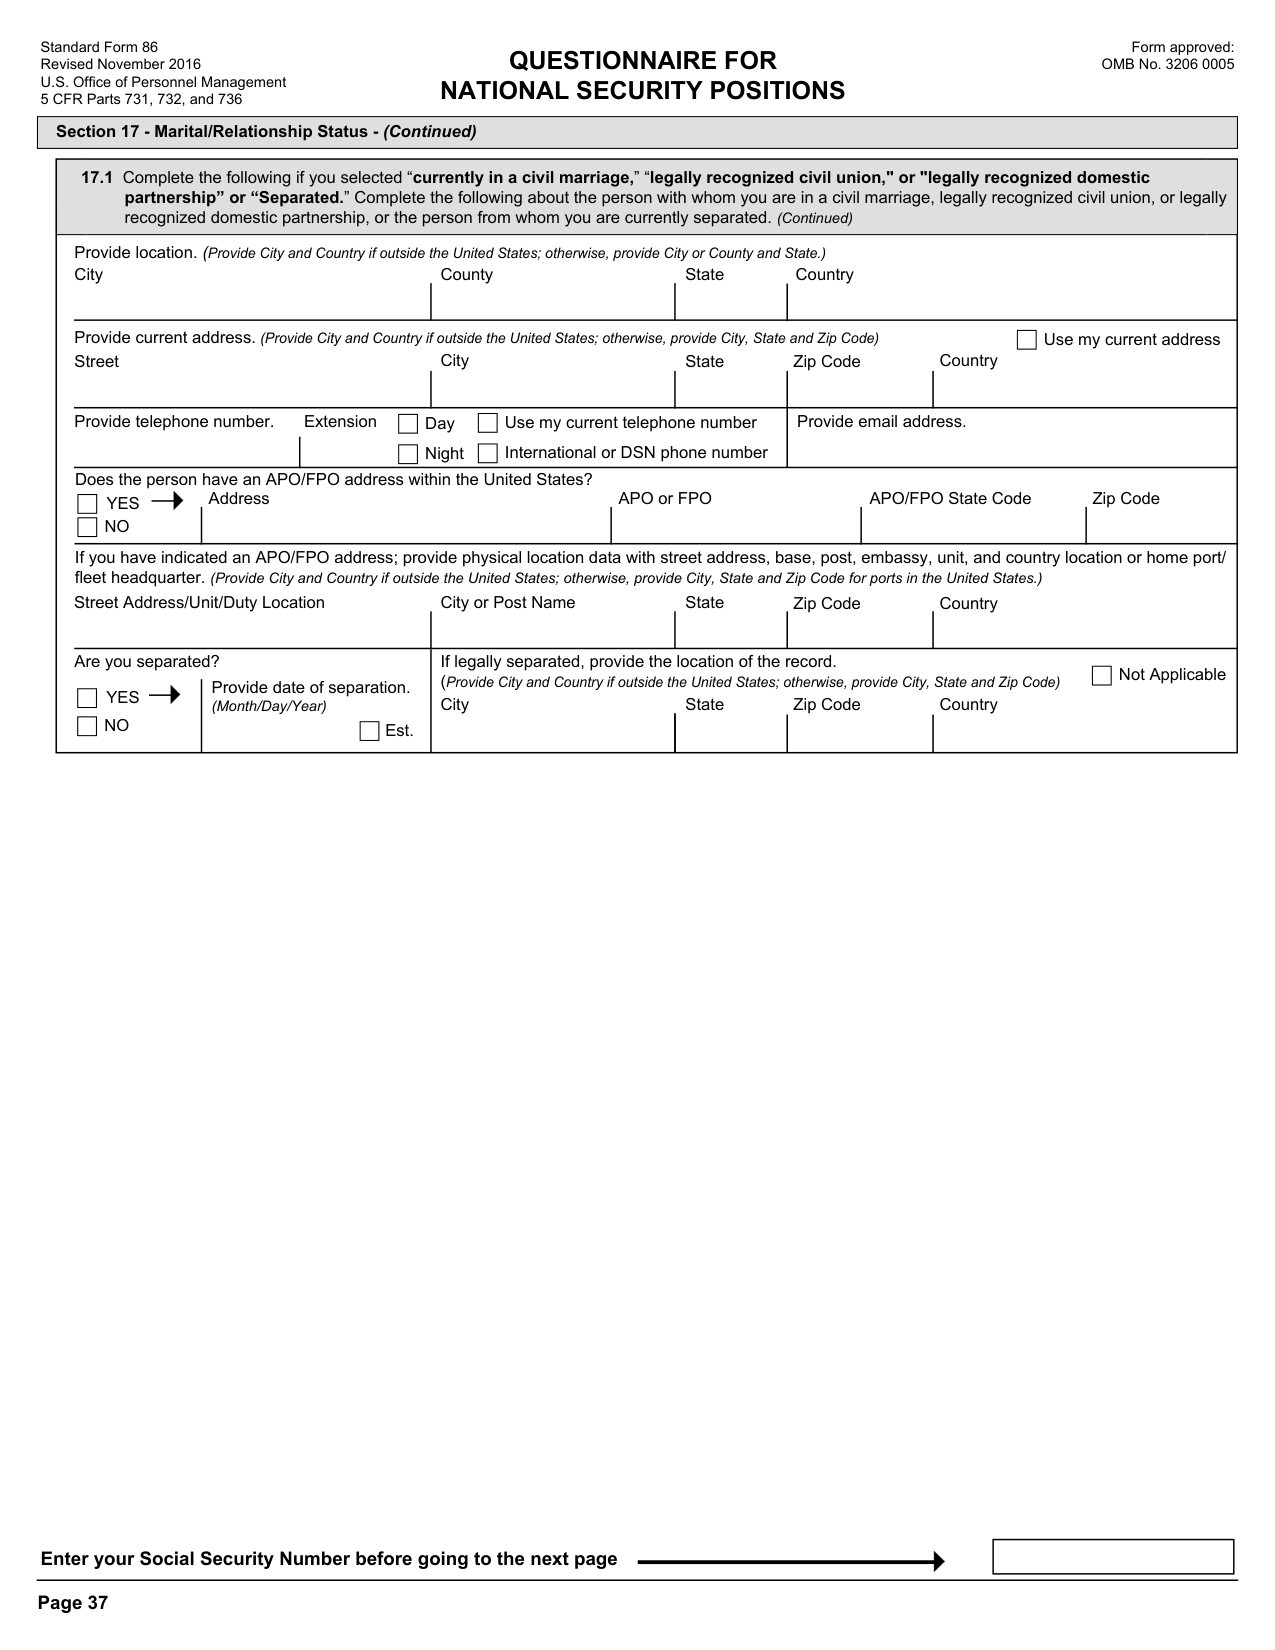 Standard Form 86
Revised November 2016
U.S. Office of Personnel Management
5 CFR Parts 731, 732, and 736
QUESTIONNAIRE FOR
NATIONAL SECURITY POSITIONS
Form approved:
OMB No. 3206 0005
Section 17 - Marital/Relationship Status - (Continued)
17.1 Complete the following if you selected “currently in a civil marriage,” “legally recognized civil union," or "legally recognized domestic
partnership” or “Separated.” Complete the following about the person with whom you are in a civil marriage, legally recognized civil union, or legally
recognized domestic partnership, or the person from whom you are currently separated. (Continued)
Provide location. (Provide City and Country if outside the United States; otherwise, provide City or County and State.)
City County State Country
Provide current address. (Provide City and Country if outside the United States; otherwise, provide City, State and Zip Code) Use my current address
Street City State Zip Code Country
Provide telephone number. Extension Day Use my current telephone number Provide email address.
Night International or DSN phone number
Does the person have an APO/FPO address within the United States?
YES Address APO or FPO APO/FPO State Code Zip Code
NO
If you have indicated an APO/FPO address; provide physical location data with street address, base, post, embassy, unit, and country location or home port/
fleet headquarter. (Provide City and Country if outside the United States; otherwise, provide City, State and Zip Code for ports in the United States.)
Street Address/Unit/Duty Location City or Post Name State Zip Code Country
Are you separated?
YES
NO
Provide date of separation.
(Month/Day/Year)
Est.
If legally separated, provide the location of the record.
(Provide City and Country if outside the United States; otherwise, provide City, State and Zip Code)
Not Applicable
City State Zip Code Country
Enter your Social Security Number before going to the next page
Page 37